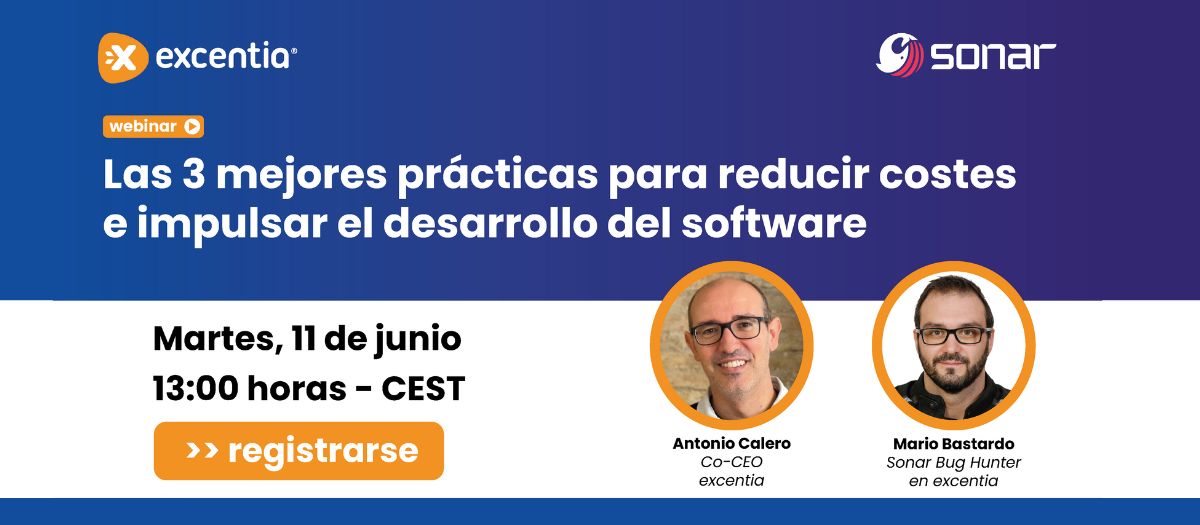 excentia®
sonar
webinar
Las 3 mejores prácticas para reducir costes
e impulsar el desarrollo del software
Martes, 11 de junio
13:00 horas - CEST
>> registrarse
Antonio Calero
Co-CEO
excentia
Mario Bastardo
Sonar Bug Hunter
en excentia